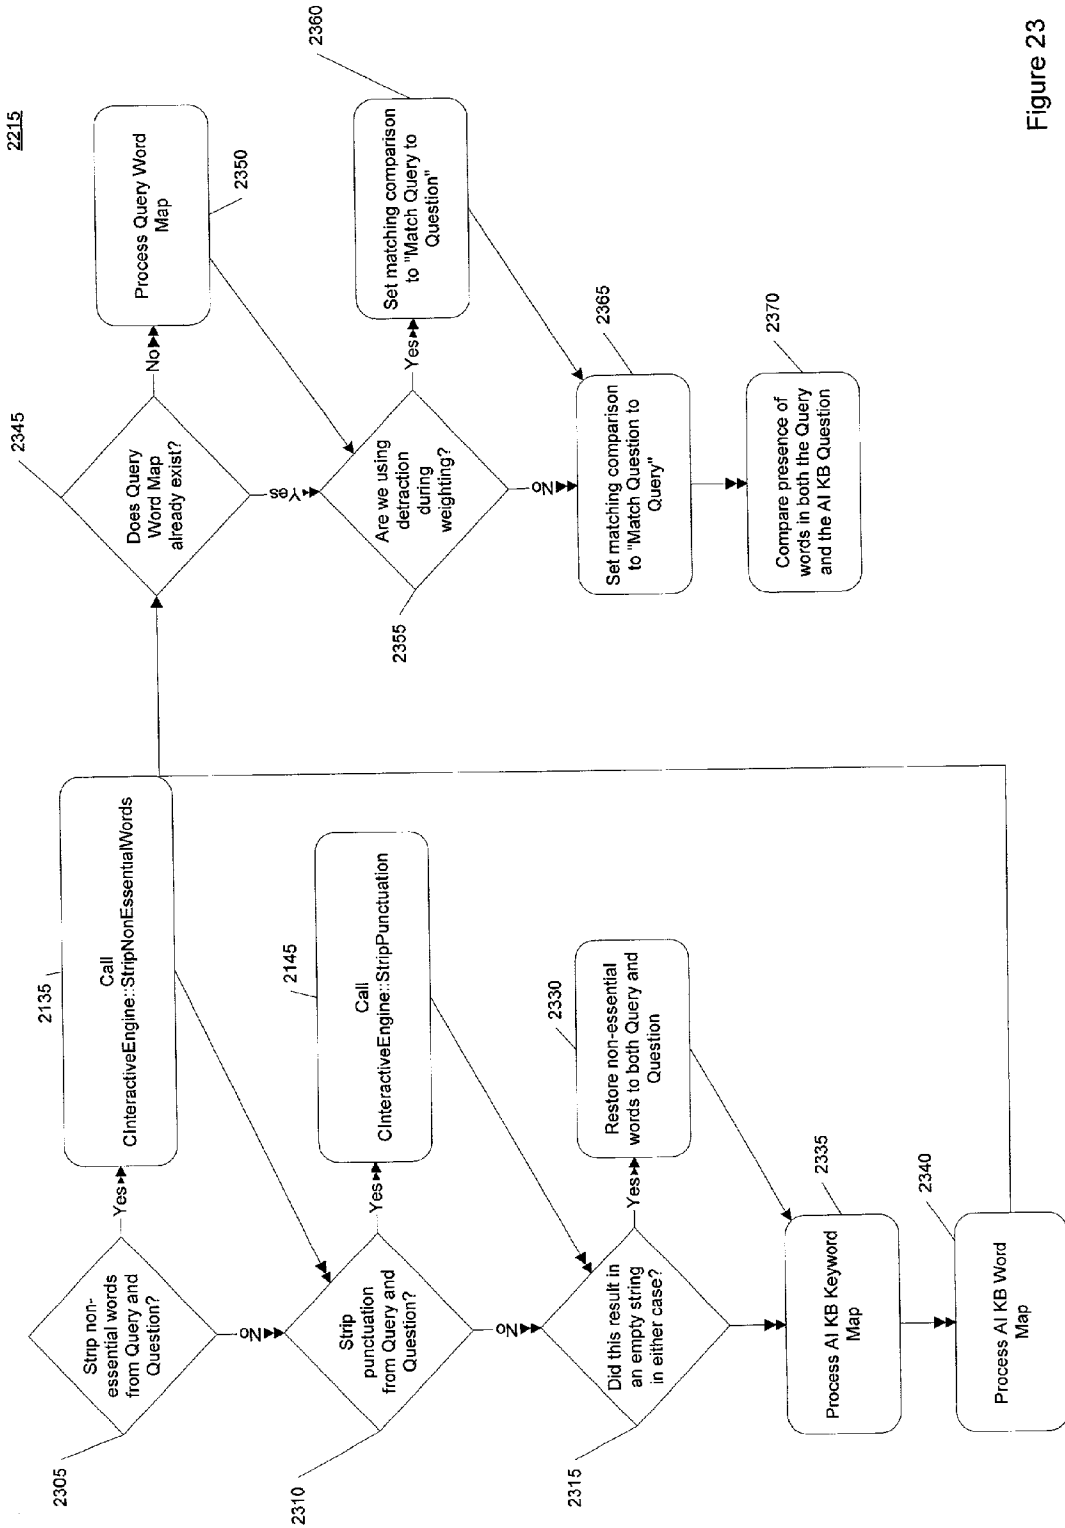 2215
2305
Strip non-
essential words
from Query and
Question?
Yes
2135
Call
CInteractiveEngine::StripNonEssentialWords
No
2310
Strip
punctuation
from Query and
Question?
Yes
2145
Call
CInteractiveEngine::StripPunctuation
No
2315
Did this result in
an empty string
in either case?
Yes
2330
Restore non-essential
words to both Query and
Question
2335
Process AI KB Keyword
Map
2340
Process AI KB Word
Map
2345
Does Query
Word Map
already exist?
No
2350
Process Query Word
Map
Yes
2355
Are we using
detraction
during
weighting?
Yes
2360
Set matching comparison
to "Match Query to
Question"
No
2365
Set matching comparison
to "Match Question to
Query"
2370
Compare presence of
words in both the Query
and the AI KB Question
Figure 23